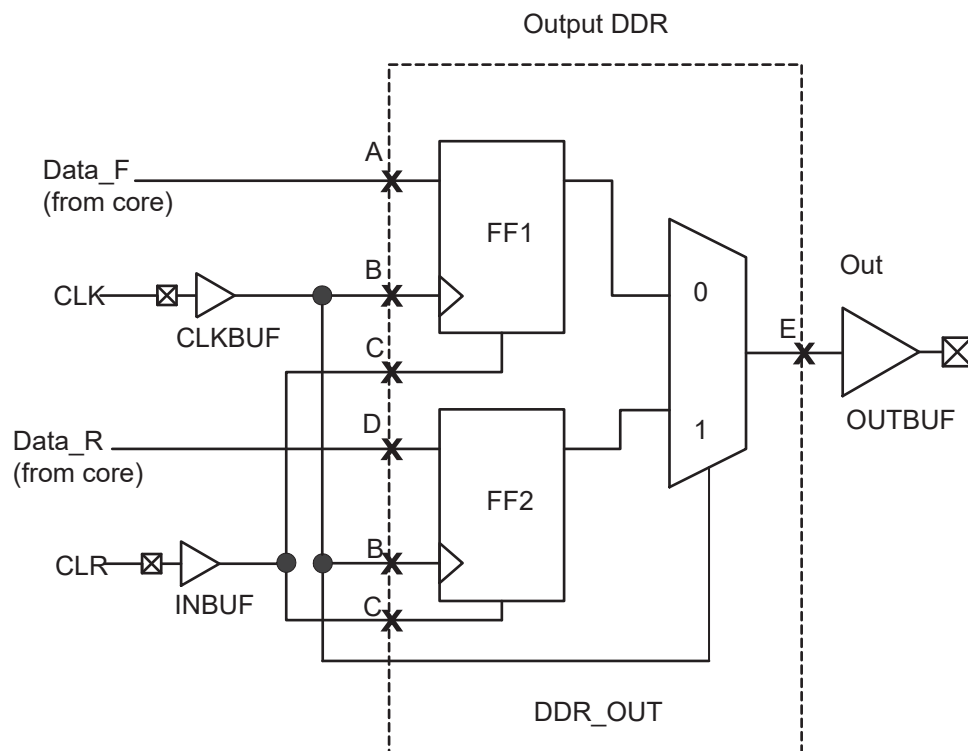 Output DDR
A
Data_F
(from core)
FF1
B
CLK
CLKBUF
0
Out
E
C
D
Data_R
(from core)
1
OUTBUF
FF2
B
CLR
INBUF
C
DDR_OUT